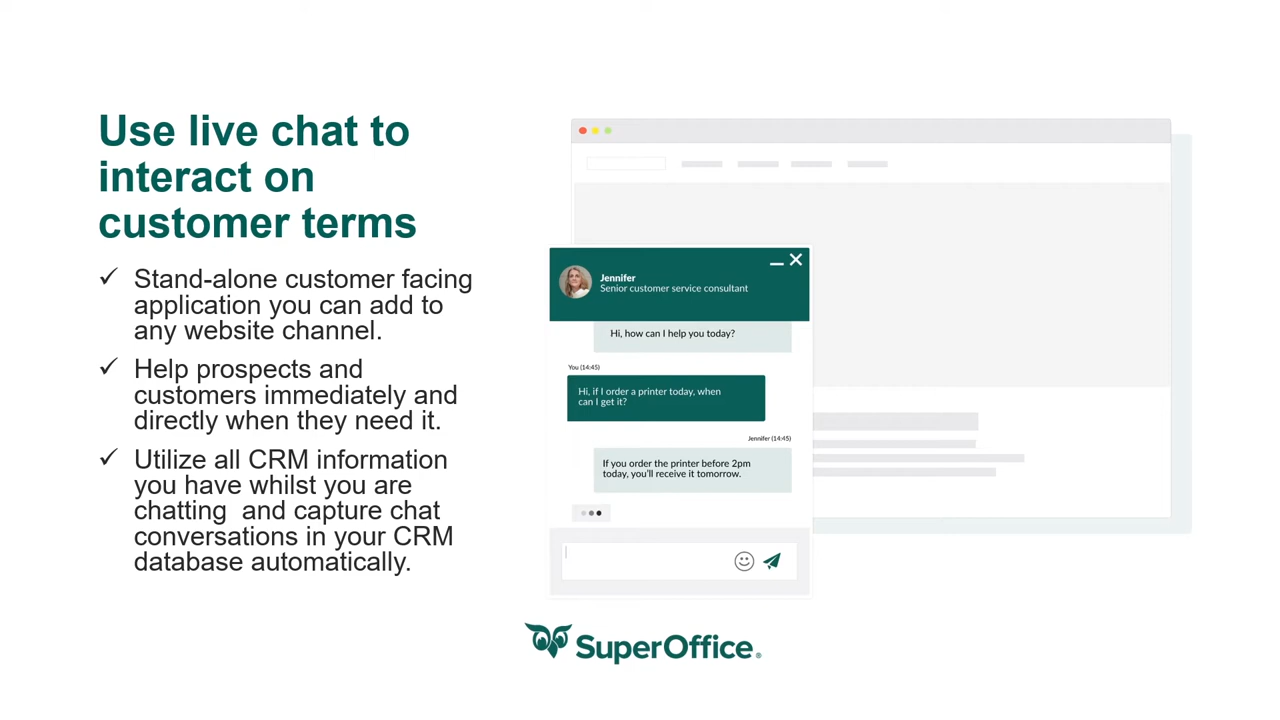 Use live chat to
interact on
customer terms
✓ Stand-alone customer facing
application you can add to
any website channel.
✓ Help prospects and
customers immediately and
directly when they need it.
✓ Utilize all CRM information
you have whilst you are
chatting  and capture chat
conversations in your CRM
database automatically.
Jennifer
Senior customer service consultant
Hi, how can I help you today?
You (14:45)
Hi, if I order a printer today, when
can I get it?
Jennifer (14:45)
If you order the printer before 2pm
today, you'll receive it tomorrow.
SuperOffice®